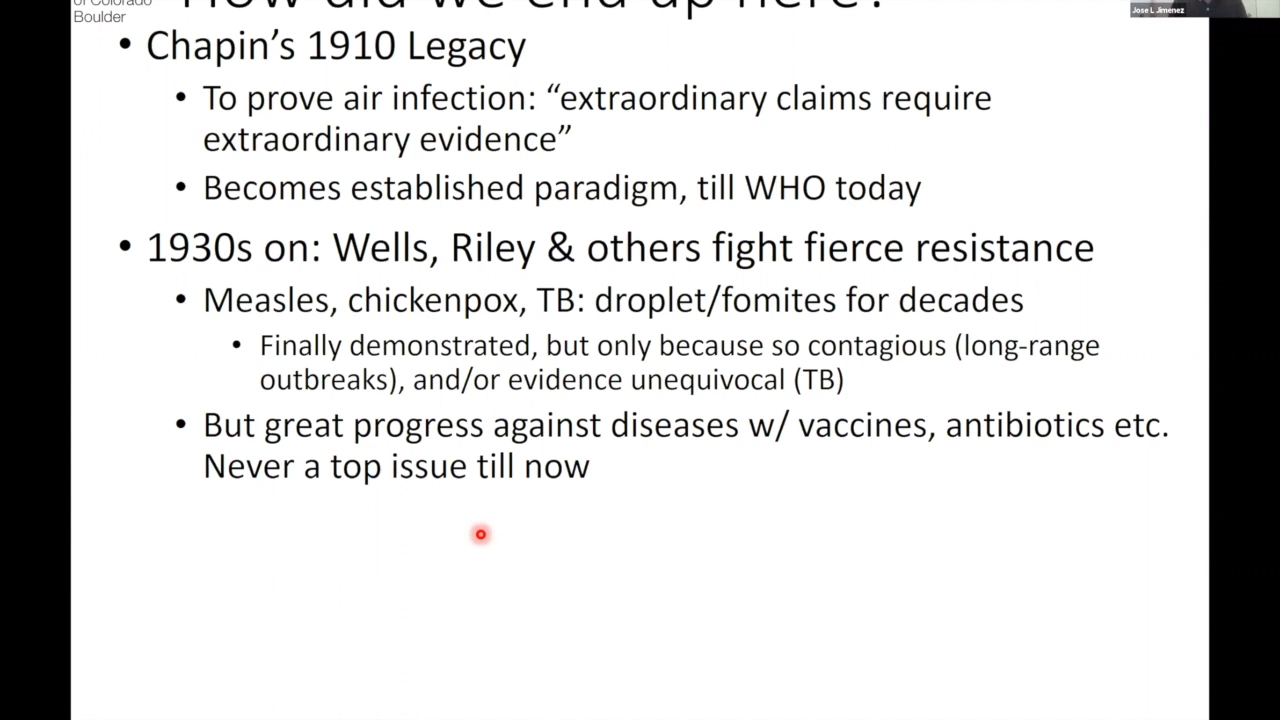 of Colorado
Boulder
How did we end up here?
Jose L Jimenez
• Chapin’s 1910 Legacy
• To prove air infection: “extraordinary claims require
extraordinary evidence”
• Becomes established paradigm, till WHO today
• 1930s on: Wells, Riley & others fight fierce resistance
• Measles, chickenpox, TB: droplet/fomites for decades
• Finally demonstrated, but only because so contagious (long-range
outbreaks), and/or evidence unequivocal (TB)
• But great progress against diseases w/ vaccines, antibiotics etc.
Never a top issue till now